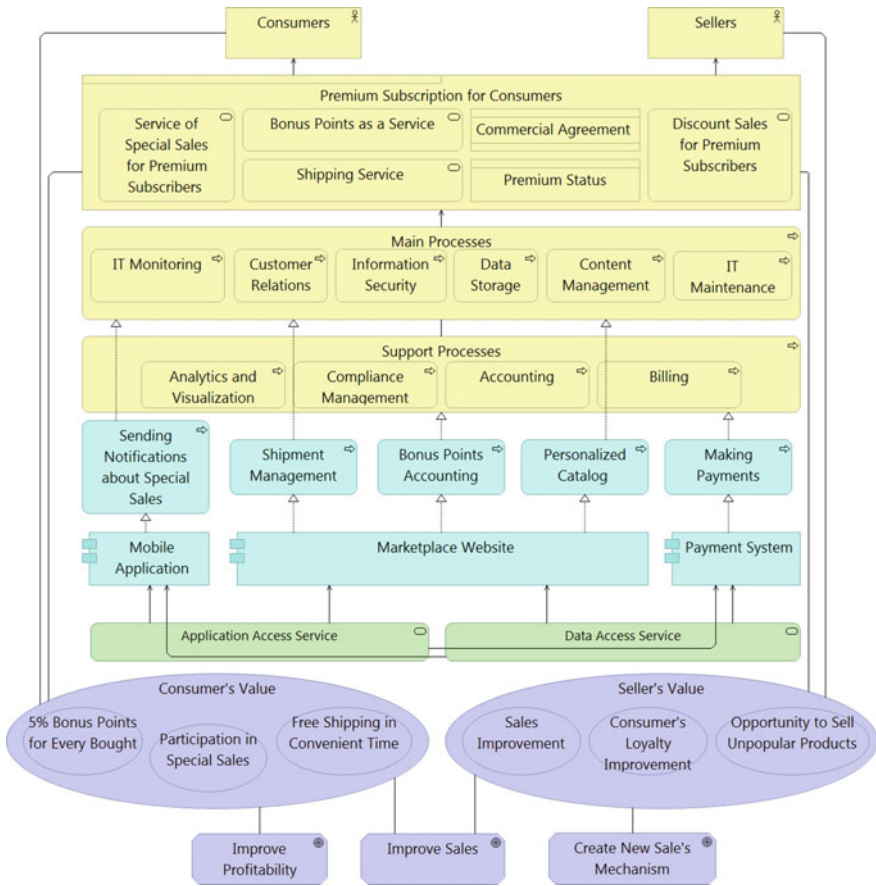 Consumers
Sellers
Premium Subscription for Consumers
Service of
Special Sales
for Premium
Subscribers
Bonus Points as a Service
Shipping Service
Commercial Agreement
Premium Status
Discount Sales
for Premium
Subscribers
Main Processes
IT Monitoring
Customer
Relations
Information
Security
Data
Storage
Content
Management
IT
Maintenance
Support Processes
Analytics and
Visualization
Compliance
Management
Accounting
Billing
Sending
Notifications
about Special
Sales
Shipment
Management
Bonus Points
Accounting
Personalized
Catalog
Making
Payments
Mobile
Application
Marketplace Website
Payment System
Application Access Service
Data Access Service
Consumer's Value
5% Bonus Points
for Every Bought
Participation in
Special Sales
Free Shipping in
Convenient Time
Seller's Value
Sales
Improvement
Consumer's
Loyalty
Improvement
Opportunity to Sell
Unpopular Products
Improve
Profitability
Improve Sales
Create New Sale's
Mechanism